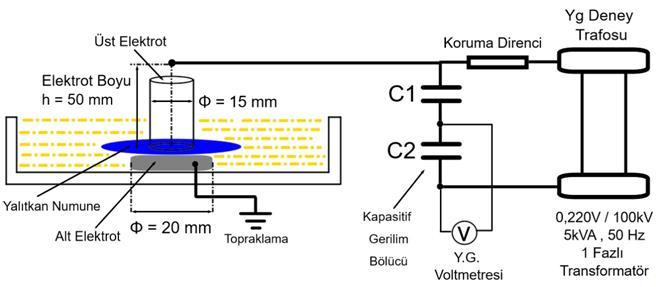 Üst Elektrot
Elektrot Boyu
h = 50 mm
Φ = 15 mm
Yalıtkan Numune
Alt Elektrot
Φ = 20 mm
Topraklama
Koruma Direnci
C1
C2
Kapasitif
Gerilim
Bölücü
V
Y.G.
Voltmetresi
Yg Deney
Trafosu
0,220V / 100kV
5kVA , 50 Hz
1 Fazlı
Transformatör